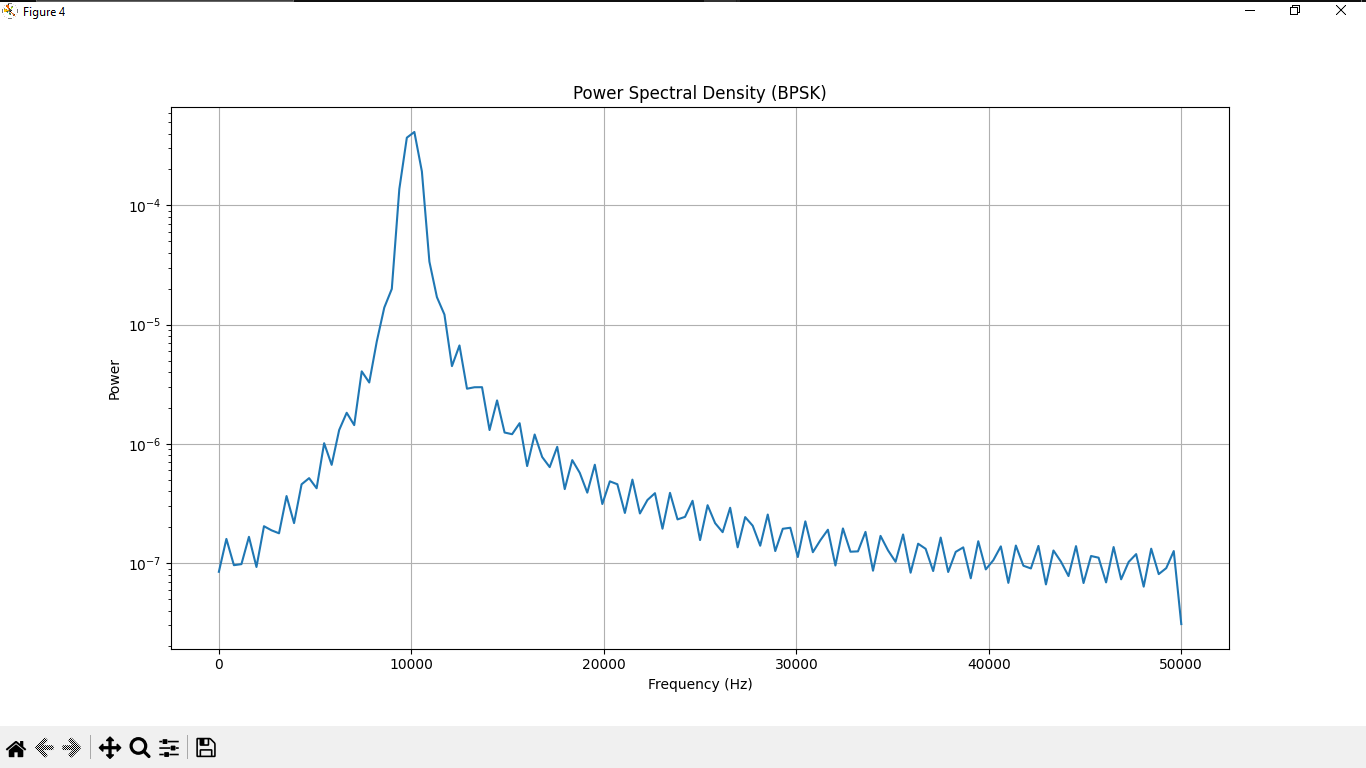 Figure 4
Power Spectral Density (BPSK)
10⁻⁴
10⁻⁵
10⁻⁶
10⁻⁷
Power
0 10000 20000 30000 40000 50000
Frequency (Hz)